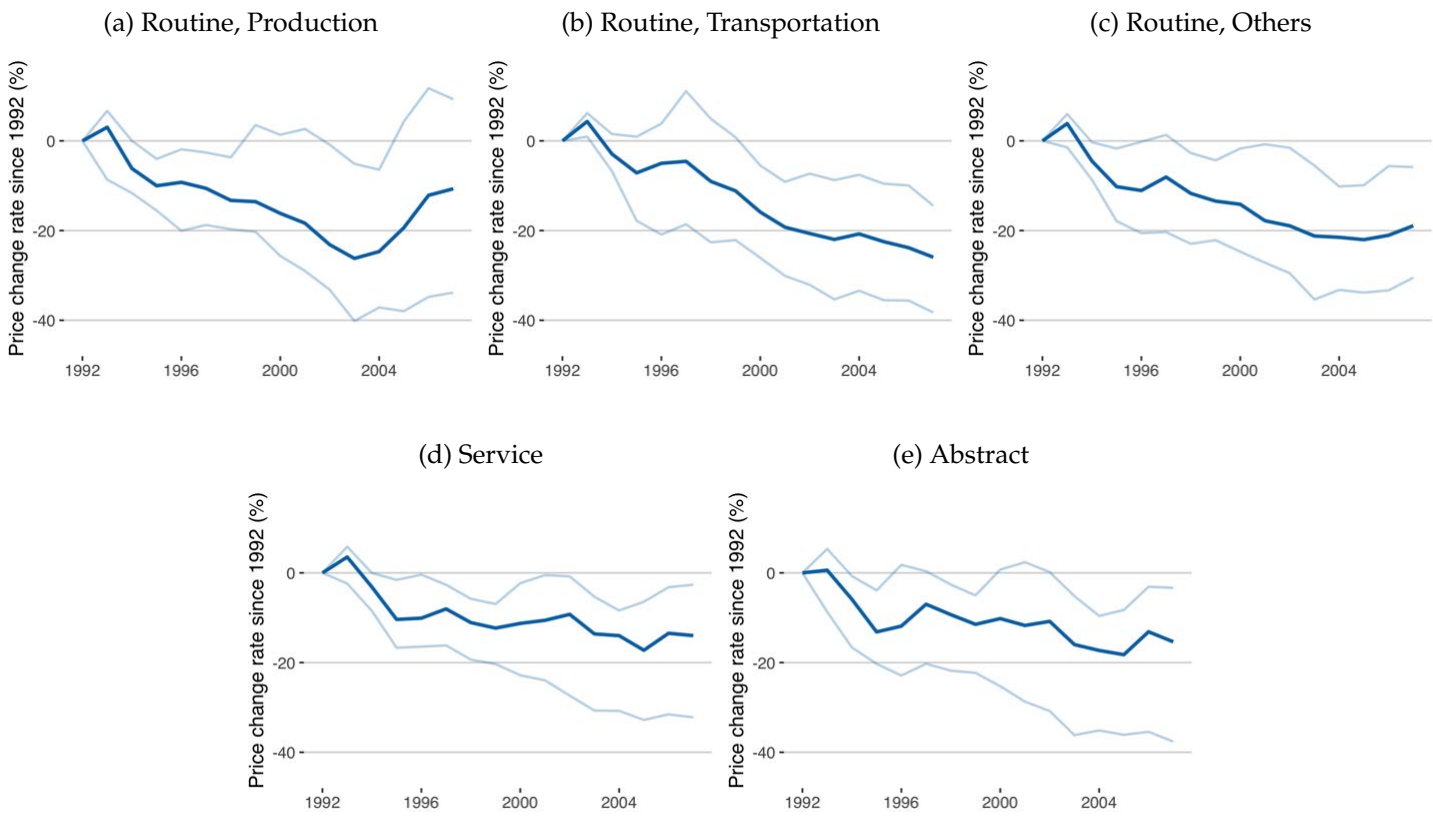 (a) Routine, Production
Price change rate since 1992 (%)
0
-20
-40
1992 1996 2000 2004
(b) Routine, Transportation
Price change rate since 1992 (%)
0
-20
-40
1992 1996 2000 2004
(c) Routine, Others
Price change rate since 1992 (%)
0
-20
-40
1992 1996 2000 2004
(d) Service
Price change rate since 1992 (%)
0
-20
-40
1992 1996 2000 2004
(e) Abstract
Price change rate since 1992 (%)
0
-20
-40
1992 1996 2000 2004